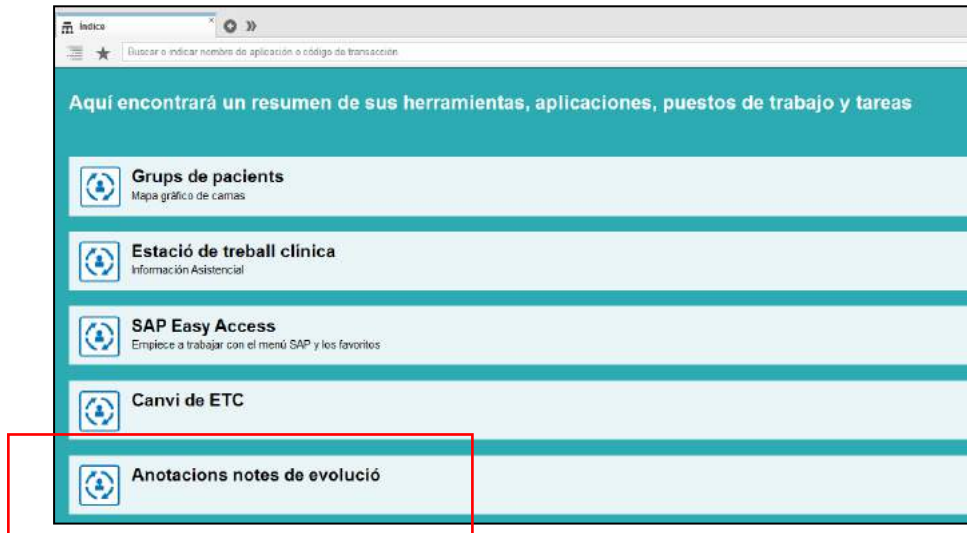 Índice
Buscar o indicar nombre de aplicación o código de transacción
Aquí encontrará un resumen de sus herramientas, aplicaciones, puestos de trabajo y tareas
Grups de pacients
Mapa gráfico de camas
Estació de treball clínica
Información Asistencial
SAP Easy Access
Empiece a trabajar con el menú SAP y los favoritos
Canvi de ETC
Anotacions notes de evolució